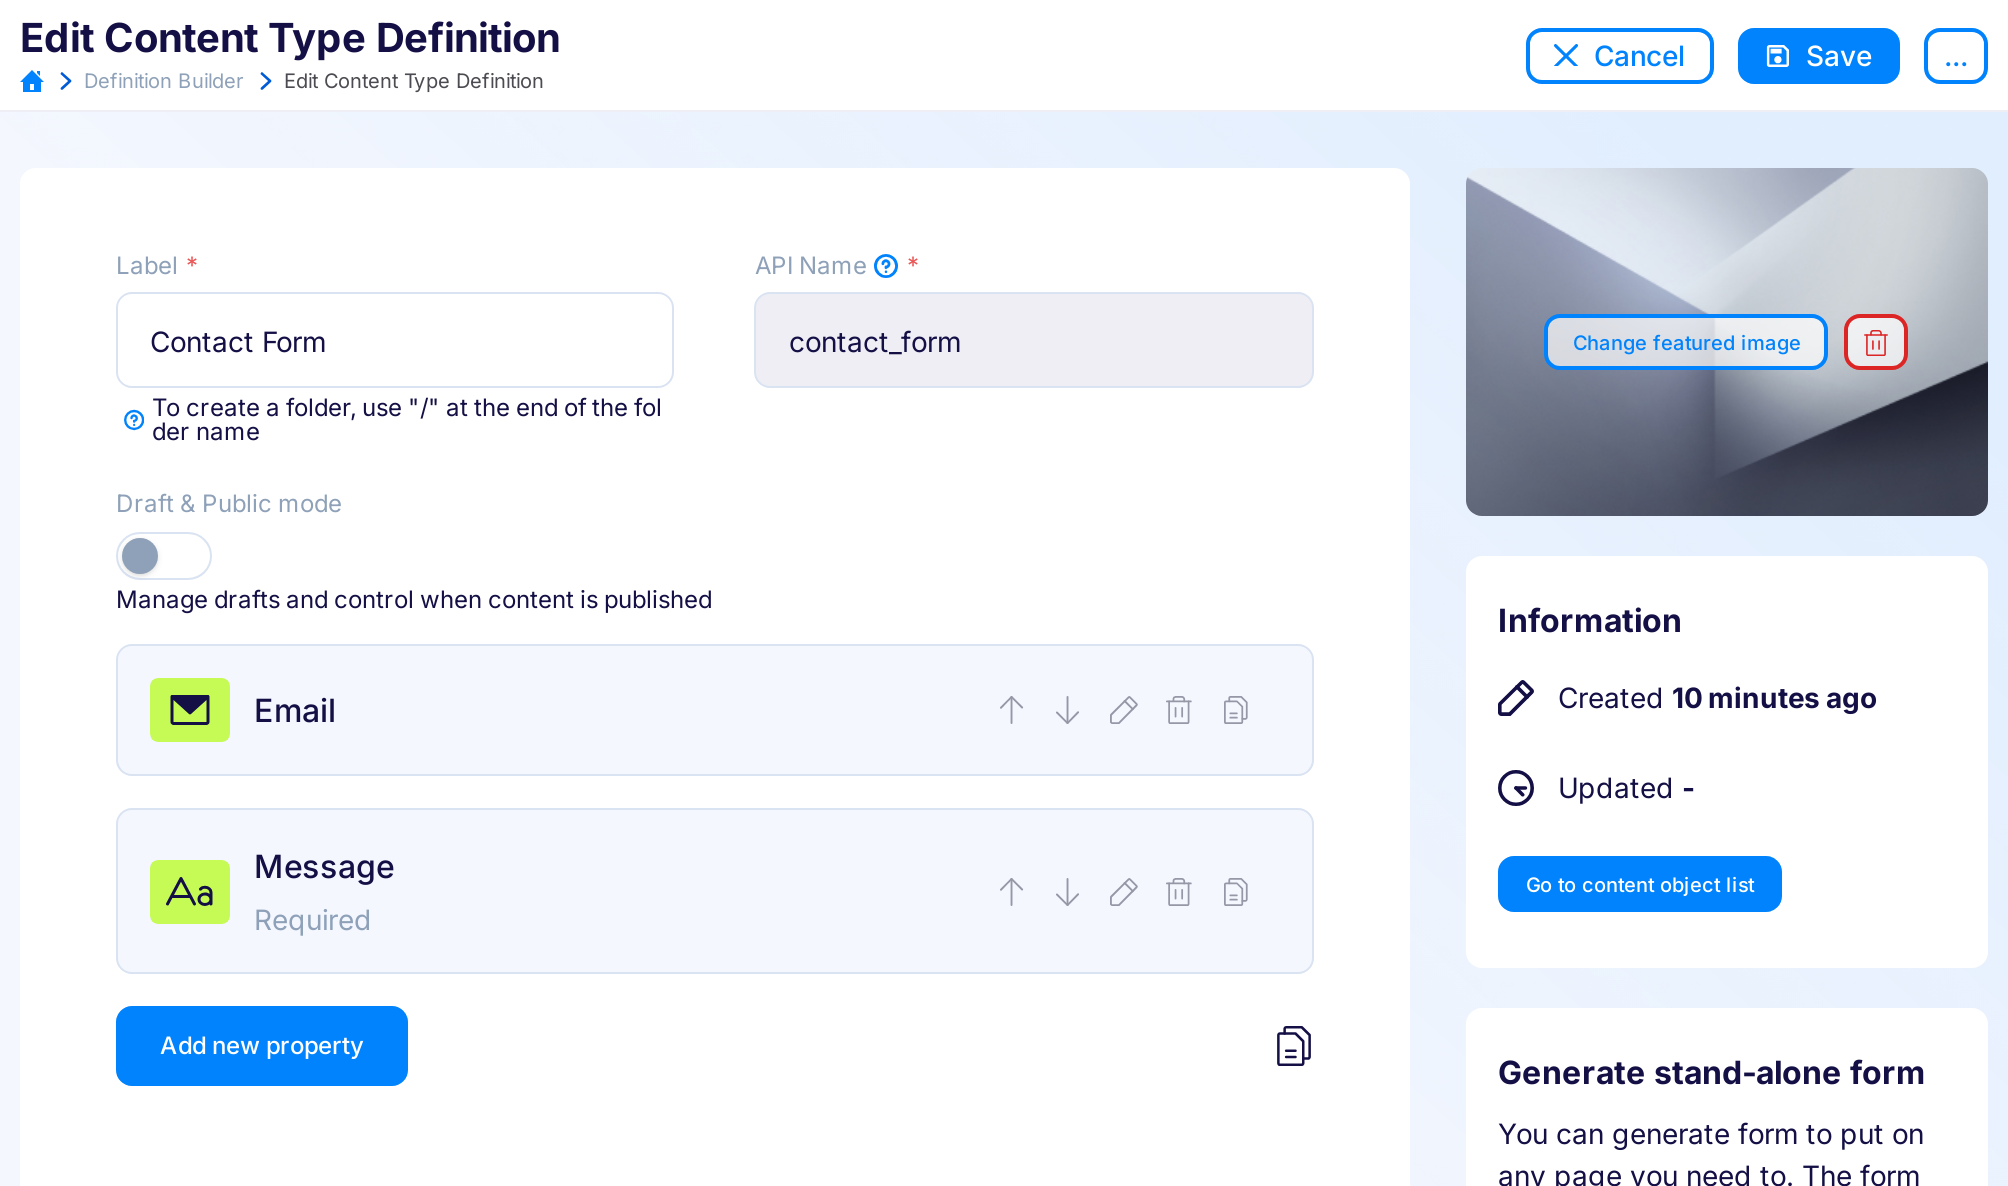 Edit Content Type Definition
Definition Builder
Edit Content Type Definition
Cancel
Save
...
Label *
API Name *
Contact Form
contact_form
To create a folder, use "/" at the end of the fol
der name
Draft & Public mode
Manage drafts and control when content is published
Email
Message
Required
Add new property
Change featured image
Information
Created 10 minutes ago
Updated -
Go to content object list
Generate stand-alone form
You can generate form to put on
any page you need to. The form